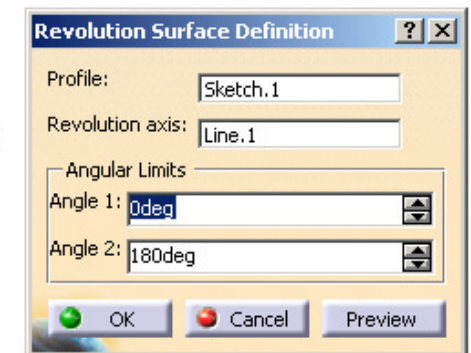 Revolution Surface Definition ? X
Profile: Sketch.1
Revolution axis: Line.1
Angular Limits
Angle 1: 0deg
Angle 2: 180deg
OK Cancel Preview